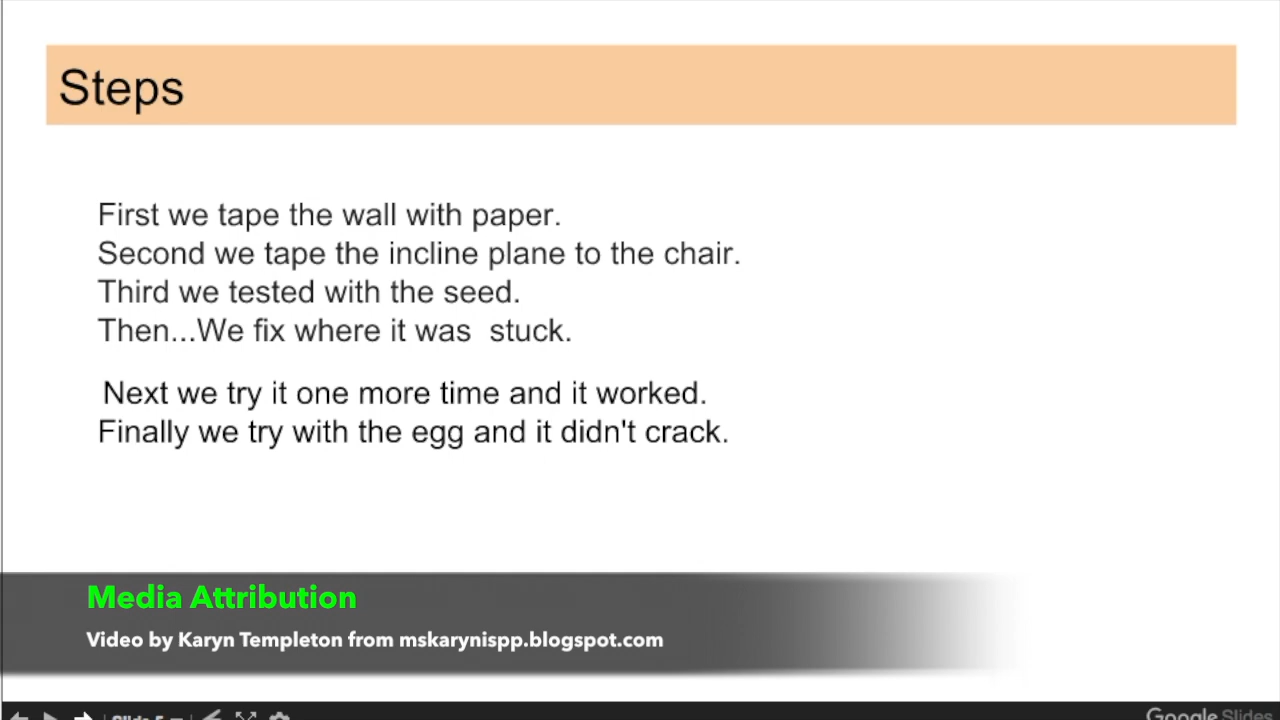 Steps
First we tape the wall with paper.
Second we tape the incline plane to the chair.
Third we tested with the seed.
Then...We fix where it was  stuck.
Next we try it one more time and it worked.
Finally we try with the egg and it didn't crack.
Media Attribution
Video by Karyn Templeton from mskarynispp.blogspot.com
Slide 5
Google Slides